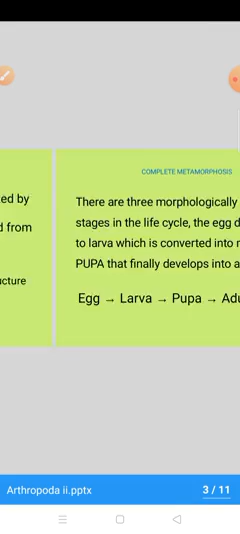 ted by
d from
ucture
COMPLETE METAMORPHOSIS
There are three morphologically
stages in the life cycle, the egg d
to larva which is converted into
PUPA that finally develops into a
Egg → Larva → Pupa → Adu
Arthropoda ii.pptx
3 / 11